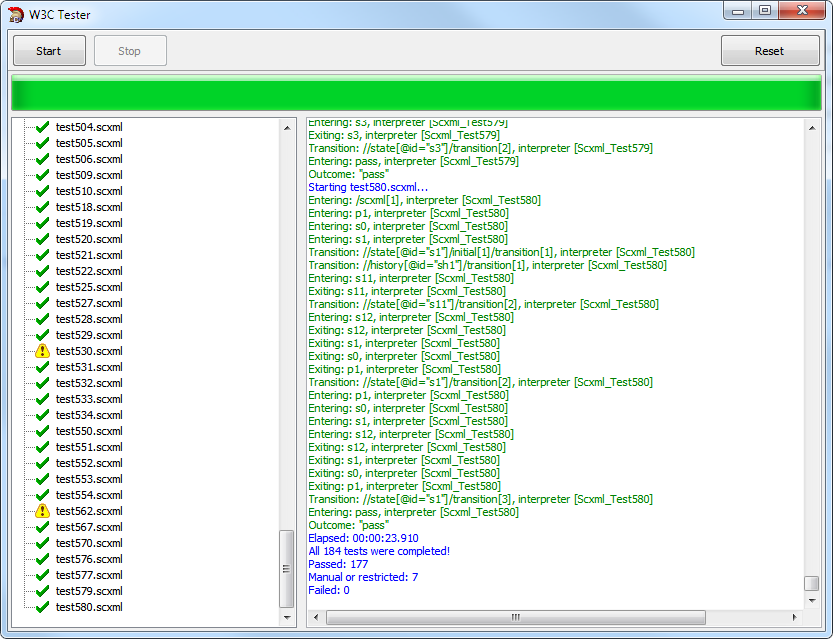 W3C Tester
Start
Stop
Reset
test504.scxml
test505.scxml
test506.scxml
test509.scxml
test510.scxml
test518.scxml
test519.scxml
test520.scxml
test521.scxml
test522.scxml
test525.scxml
test527.scxml
test528.scxml
test529.scxml
test530.scxml
test531.scxml
test532.scxml
test533.scxml
test534.scxml
test550.scxml
test551.scxml
test552.scxml
test553.scxml
test554.scxml
test562.scxml
test567.scxml
test570.scxml
test576.scxml
test577.scxml
test579.scxml
test580.scxml
Entering: s3, interpreter [Scxml_Test579]
Exiting: s3, interpreter [Scxml_Test579]
Transition: //state[@id="s3"]/transition[2], interpreter [Scxml_Test579]
Entering: pass, interpreter [Scxml_Test579]
Outcome: "pass"
Starting test580.scxml...
Entering: /scxml[1], interpreter [Scxml_Test580]
Entering: p1, interpreter [Scxml_Test580]
Entering: s0, interpreter [Scxml_Test580]
Entering: s1, interpreter [Scxml_Test580]
Transition: //state[@id="s1"]/initial[1]/transition[1], interpreter [Scxml_Test580]
Transition: //history[@id="sh1"]/transition[1], interpreter [Scxml_Test580]
Entering: s11, interpreter [Scxml_Test580]
Exiting: s11, interpreter [Scxml_Test580]
Transition: //state[@id="s11"]/transition[2], interpreter [Scxml_Test580]
Entering: s12, interpreter [Scxml_Test580]
Exiting: s12, interpreter [Scxml_Test580]
Exiting: s1, interpreter [Scxml_Test580]
Exiting: s0, interpreter [Scxml_Test580]
Exiting: p1, interpreter [Scxml_Test580]
Transition: //state[@id="s1"]/transition[2], interpreter [Scxml_Test580]
Entering: p1, interpreter [Scxml_Test580]
Entering: s0, interpreter [Scxml_Test580]
Entering: s1, interpreter [Scxml_Test580]
Entering: s12, interpreter [Scxml_Test580]
Exiting: s12, interpreter [Scxml_Test580]
Exiting: s1, interpreter [Scxml_Test580]
Exiting: s0, interpreter [Scxml_Test580]
Exiting: p1, interpreter [Scxml_Test580]
Transition: //state[@id="s1"]/transition[3], interpreter [Scxml_Test580]
Entering: pass, interpreter [Scxml_Test580]
Outcome: "pass"
Elapsed: 00:00:23.910
All 184 tests were completed!
Passed: 177
Manual or restricted: 7
Failed: 0